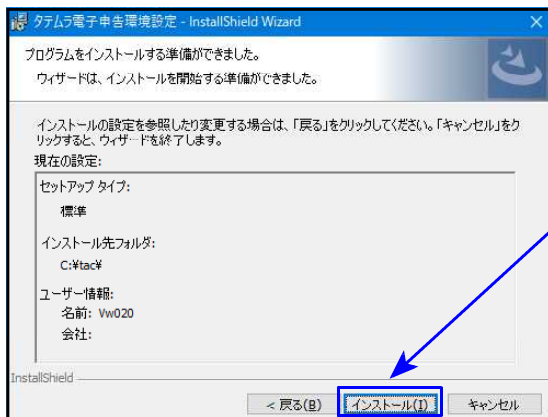 タテムラ電子申告環境設定 - InstallShield Wizard
プログラムをインストールする準備ができました。
ウィザードは、インストールを開始する準備ができました。
インストールの設定を参照したり変更する場合は、「戻る」をクリックしてください。「キャンセル」をク
リックすると、ウィザードを終了します。
現在の設定:
セットアップ タイプ:
標準
インストール先フォルダ:
C:¥tac¥
ユーザー情報:
名前: Vw020
会社:
InstallShield
< 戻る(B) インストール(I) キャンセル